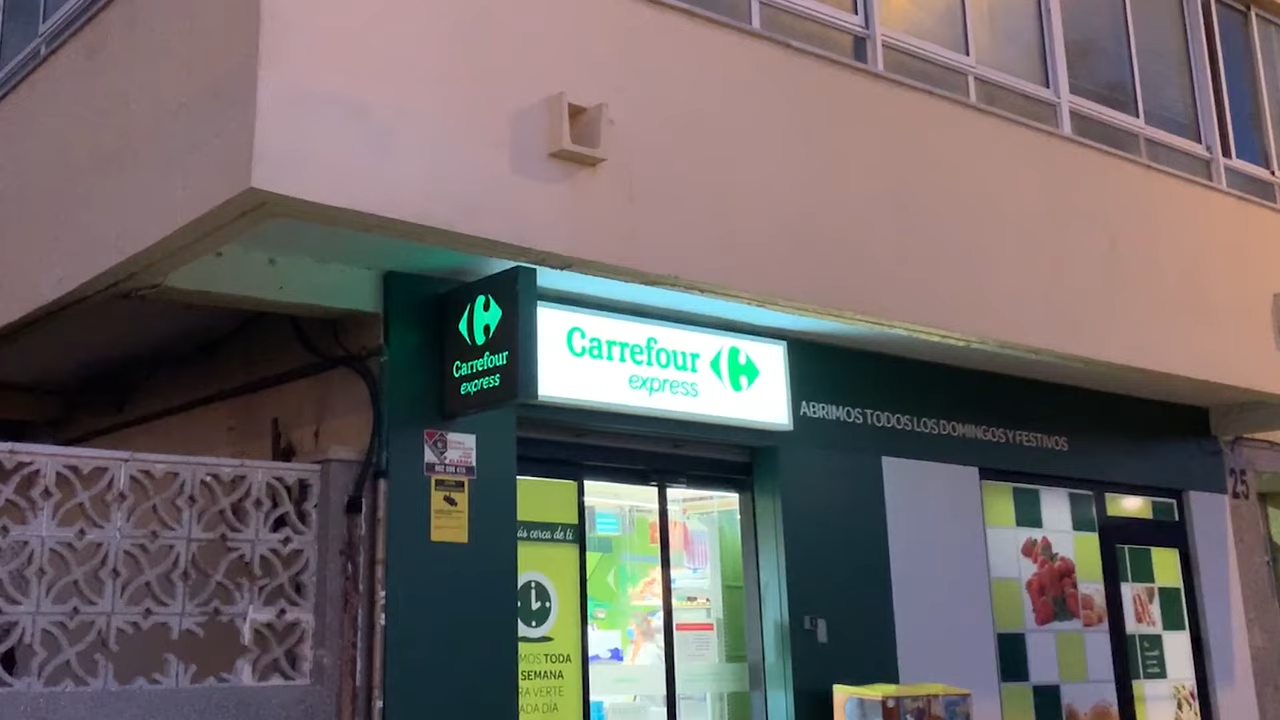 Carrefour
express
Carrefour
express
ABRIMOS TODOS LOS DOMINGOS Y FESTIVOS
25
ALARMA
ás cerca de ti
MOS TODA
SEMANA
RA VERTE
ADA DÍA